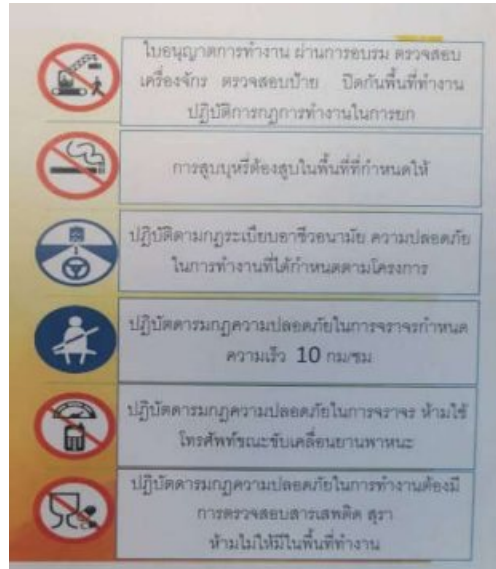 ใบอนุญาตการทำงาน ผ่านการอบรม ตรวจสอบ
เครื่องจักร ตรวจสอบป้าย ปิดกันพื้นที่ทำงาน
ปฏิบัติการกฎการทำงานในการยก
การสูบบุหรี่ต้องสูบในพื้นที่ที่กำหนดให้
ปฏิบัติตามกฎระเบียบอาชีวอนามัย ความปลอดภัย
ในการทำงานที่ได้กำหนดตามโครงการ
ปฏิบัตดารมกฎความปลอดภัยในการจราจรกำหนด
ความเร็ว 10 กม/ชม
ปฏิบัตดารมกฎความปลอดภัยในการจราจร ห้ามใช้
โทรศัพท์ขณะขับเคลื่อนยานพาหนะ
ปฏิบัตดารมกฎความปลอดภัยในการทำงานต้องมี
การตรวจสอบสารเสพติด สุรา
ห้ามไม่ให้มีในพื้นที่ทำงาน